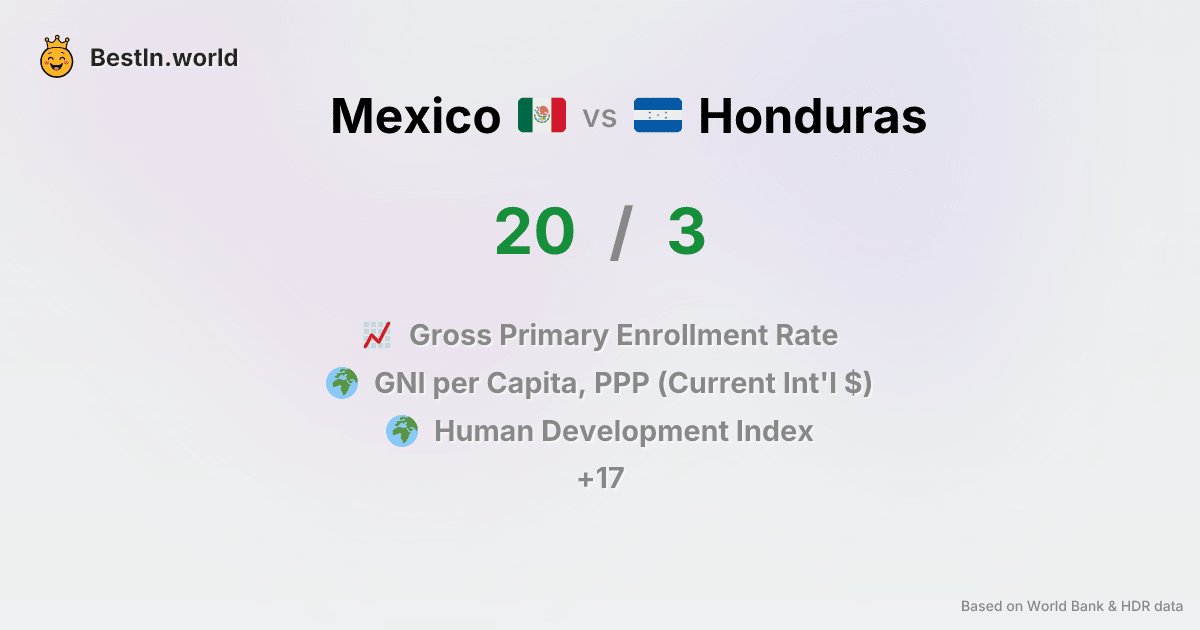 BestIn.world
Mexico vs Honduras
20 / 3
Gross Primary Enrollment Rate
GNI per Capita, PPP (Current Int'l $)
Human Development Index
+17
Based on World Bank & HDR data